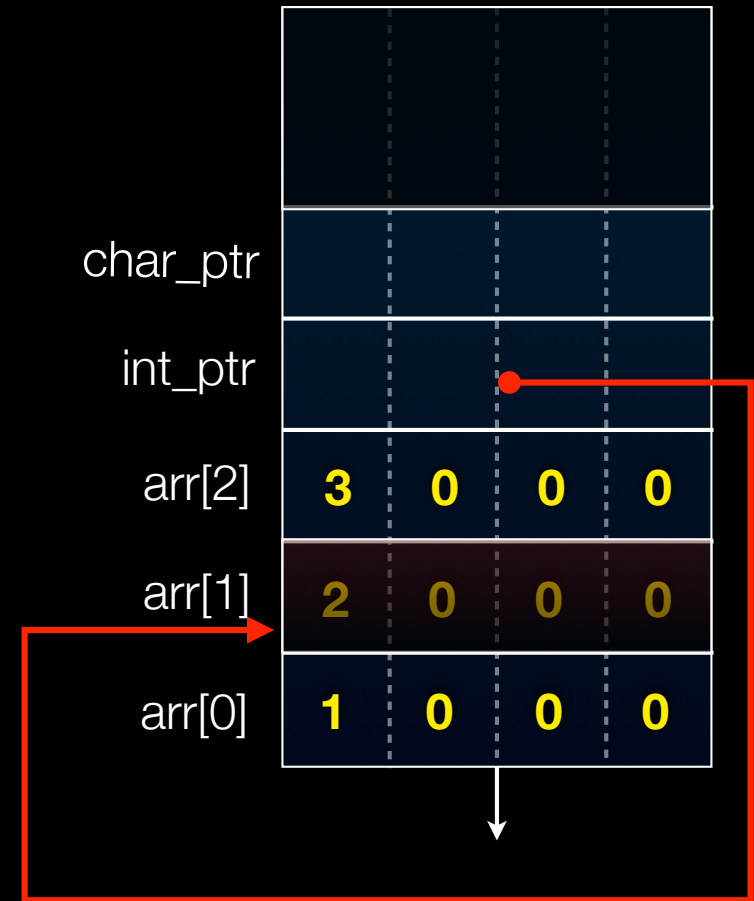 char_ptr
int_ptr
arr[2] 3 0 0 0
arr[1] 2 0 0 0
arr[0] 1 0 0 0